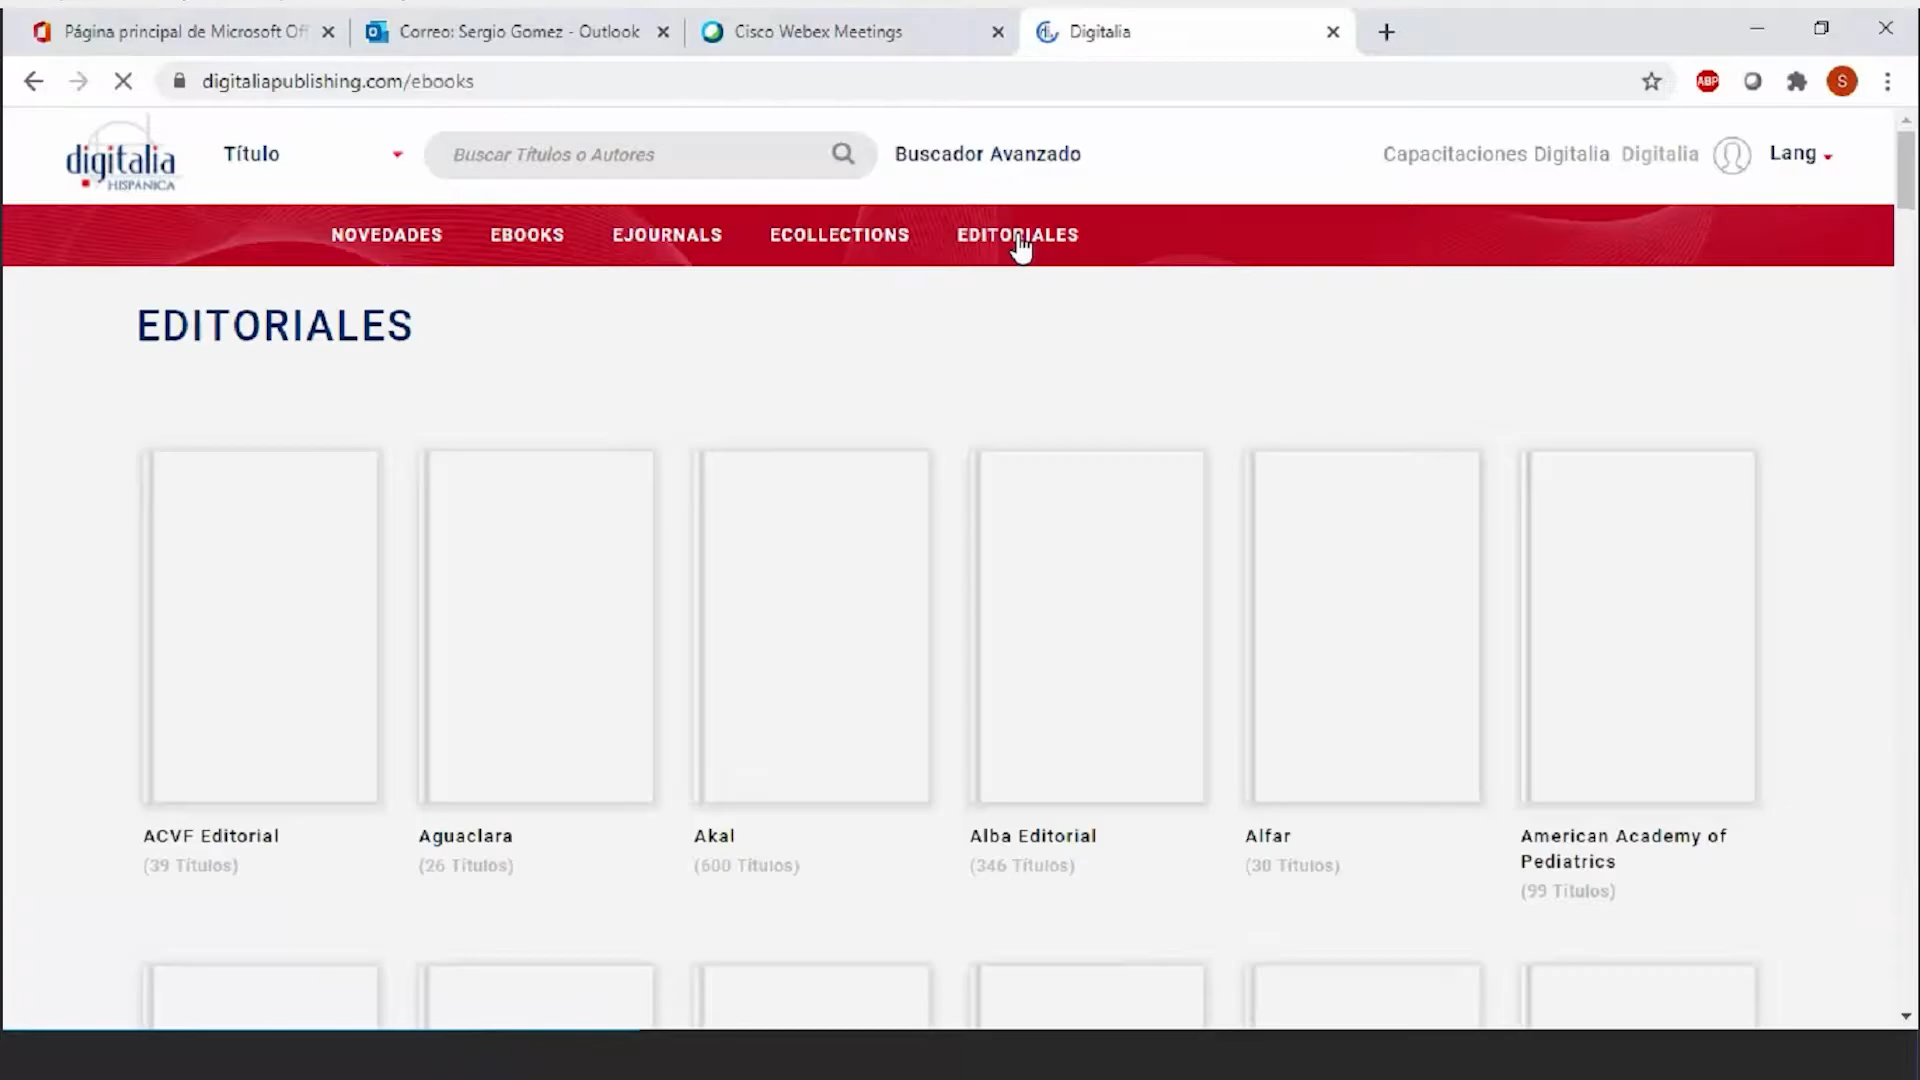 Página principal de Microsoft Of
Correo: Sergio Gomez - Outlook
Cisco Webex Meetings
Digitalia
digitaliapublishing.com/ebooks
ABP
S
digitalia
HISPÁNICA
Título
Buscar Títulos o Autores
Buscador Avanzado
Capacitaciones Digitalia Digitalia
Lang
NOVEDADES
EBOOKS
EJOURNALS
ECOLLECTIONS
EDITORIALES
EDITORIALES
ACVF Editorial
(39 Títulos)
Aguaclara
(26 Títulos)
Akal
(600 Títulos)
Alba Editorial
(346 Títulos)
Alfar
(30 Títulos)
American Academy of
Pediatrics
(99 Títulos)